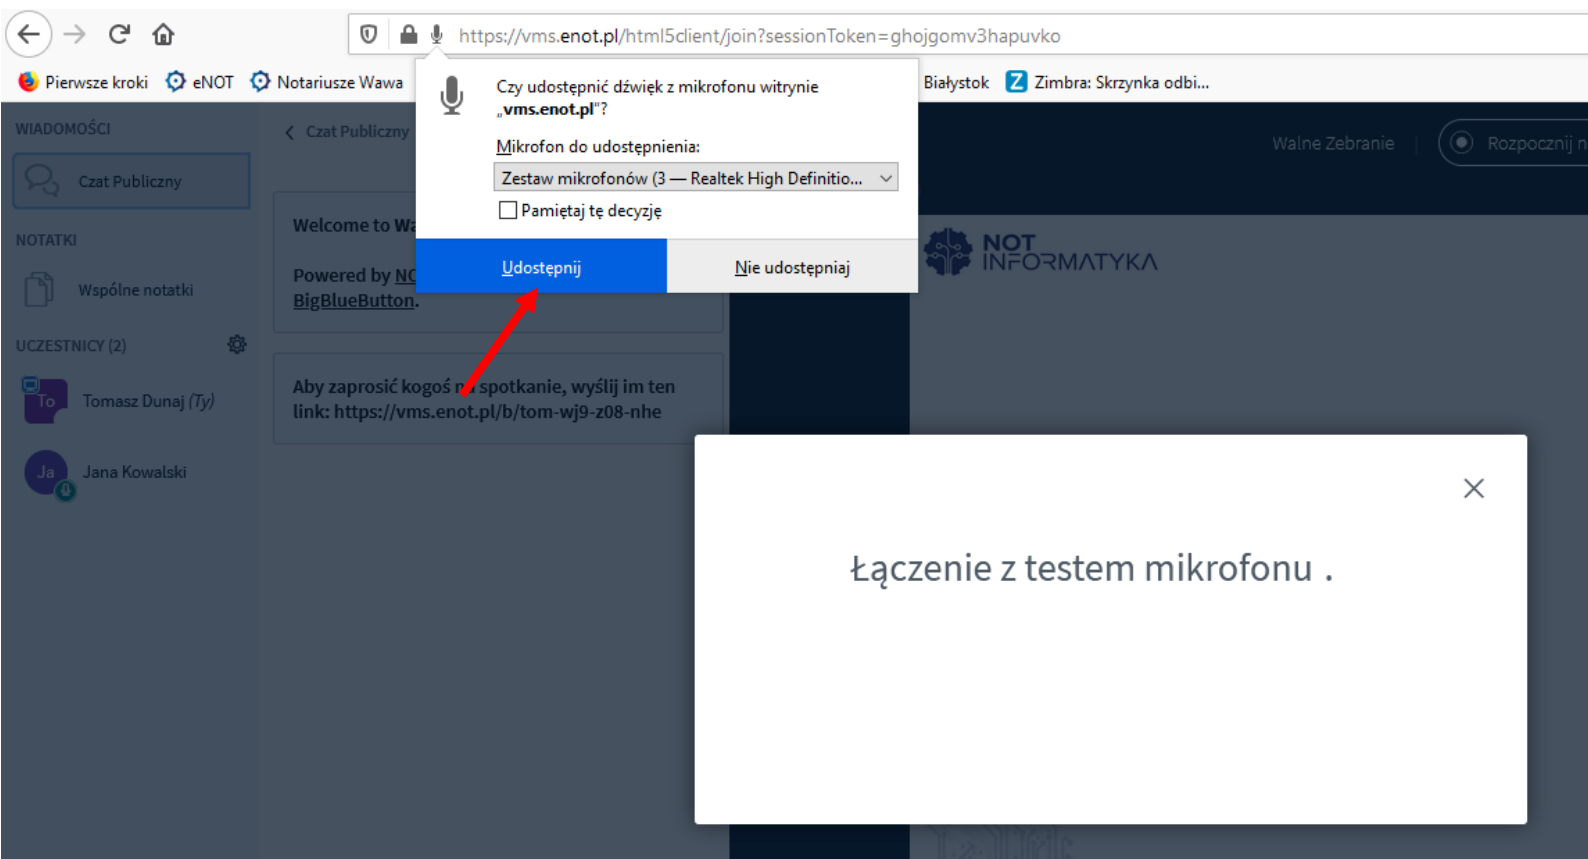 https://vms.enot.pl/html5client/join?sessionToken=ghojgomv3hapuvko
Pierwsze kroki
eNOT
Notariusze Wawa
Białystok
Zimbra: Skrzynka odbi...
Czy udostępnić dźwięk z mikrofonu witrynie
„vms.enot.pl”?
Mikrofon do udostępnienia:
Zestaw mikrofonów (3 — Realtek High Definitio...
Pamiętaj tę decyzję
Udostępnij
Nie udostępniaj
WIADOMOŚCI
Czat Publiczny
NOTATKI
Wspólne notatki
UCZESTNICY (2)
To
Tomasz Dunaj (Ty)
Ja
Jana Kowalski
Czat Publiczny
Welcome to
Powered by
BigBlueButton.
Aby zaprosić kogoś spotkanie, wyślij im ten
link: https://vms.enot.pl/b/tom-wj9-z08-nhe
Walne Zebranie
Rozpocznij
NOT
INFORMATYKA
Łączenie z testem mikrofonu .